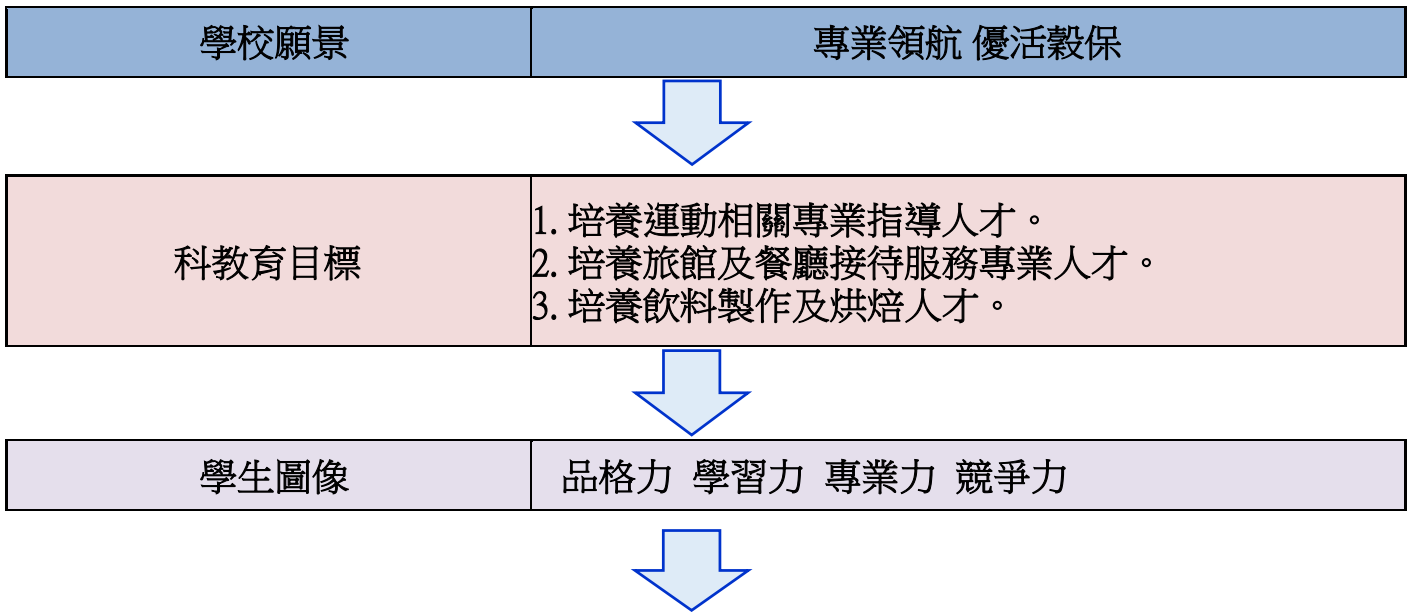 學校願景
專業領航 優活穀保
科教育目標
1. 培養運動相關專業指導人才。
2. 培養旅館及餐廳接待服務專業人才。
3. 培養飲料製作及烘焙人才。
學生圖像
品格力 學習力 專業力 競爭力